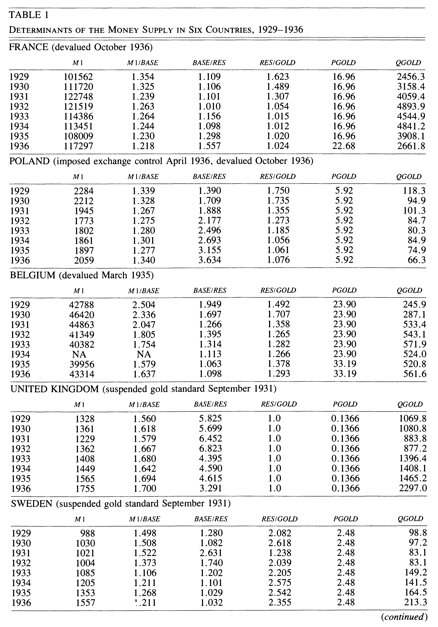 TABLE 1
DETERMINANTS OF THE MONEY SUPPLY IN SIX COUNTRIES, 1929–1936
FRANCE (devalued October 1936)
M1 M1/BASE BASE/RES RES/GOLD PGOLD QGOLD
1929 101562 1.354 1.109 1.623 16.96 2456.3
1930 111720 1.325 1.106 1.489 16.96 3158.4
1931 122748 1.239 1.101 1.307 16.96 4059.4
1932 121519 1.263 1.010 1.054 16.96 4893.9
1933 114386 1.264 1.156 1.015 16.96 4544.9
1934 113451 1.244 1.098 1.012 16.96 4841.2
1935 108009 1.230 1.298 1.020 16.96 3908.1
1936 117297 1.218 1.557 1.024 22.68 2661.8
POLAND (imposed exchange control April 1936, devalued October 1936)
M1 M1/BASE BASE/RES RES/GOLD PGOLD QGOLD
1929 2284 1.339 1.390 1.750 5.92 118.3
1930 2212 1.328 1.709 1.735 5.92 94.9
1931 1945 1.267 1.888 1.355 5.92 101.3
1932 1773 1.275 2.177 1.273 5.92 84.7
1933 1802 1.280 2.496 1.185 5.92 80.3
1934 1861 1.301 2.693 1.056 5.92 84.9
1935 1897 1.277 3.155 1.061 5.92 74.9
1936 2059 1.340 3.634 1.076 5.92 66.3
BELGIUM (devalued March 1935)
M1 M1/BASE BASE/RES RES/GOLD PGOLD QGOLD
1929 42788 2.504 1.949 1.492 23.90 245.9
1930 46420 2.336 1.697 1.707 23.90 287.1
1931 44863 2.047 1.266 1.358 23.90 533.4
1932 41349 1.805 1.395 1.265 23.90 543.1
1933 40382 1.754 1.314 1.282 23.90 571.9
1934 NA NA 1.113 1.266 23.90 524.0
1935 39956 1.579 1.063 1.378 33.19 520.8
1936 43314 1.637 1.098 1.293 33.19 561.6
UNITED KINGDOM (suspended gold standard September 1931)
M1 M1/BASE BASE/RES RES/GOLD PGOLD QGOLD
1929 1328 1.560 5.825 1.0 0.1366 1069.8
1930 1361 1.618 5.699 1.0 0.1366 1080.8
1931 1229 1.579 6.452 1.0 0.1366 883.8
1932 1362 1.667 6.823 1.0 0.1366 877.2
1933 1408 1.680 4.395 1.0 0.1366 1396.4
1934 1449 1.642 4.590 1.0 0.1366 1408.1
1935 1565 1.694 4.615 1.0 0.1366 1465.2
1936 1755 1.700 3.291 1.0 0.1366 2297.0
SWEDEN (suspended gold standard September 1931)
M1 M1/BASE BASE/RES RES/GOLD PGOLD QGOLD
1929 988 1.498 1.280 2.082 2.48 98.8
1930 1030 1.508 1.082 2.618 2.48 97.2
1931 1021 1.522 2.631 1.238 2.48 83.1
1932 1004 1.373 1.740 2.039 2.48 83.1
1933 1085 1.106 1.202 2.205 2.48 149.2
1934 1205 1.211 1.101 2.575 2.48 141.5
1935 1353 1.268 1.029 2.542 2.48 164.5
1936 1557 1.032 2.355 2.48 213.3
(continued)